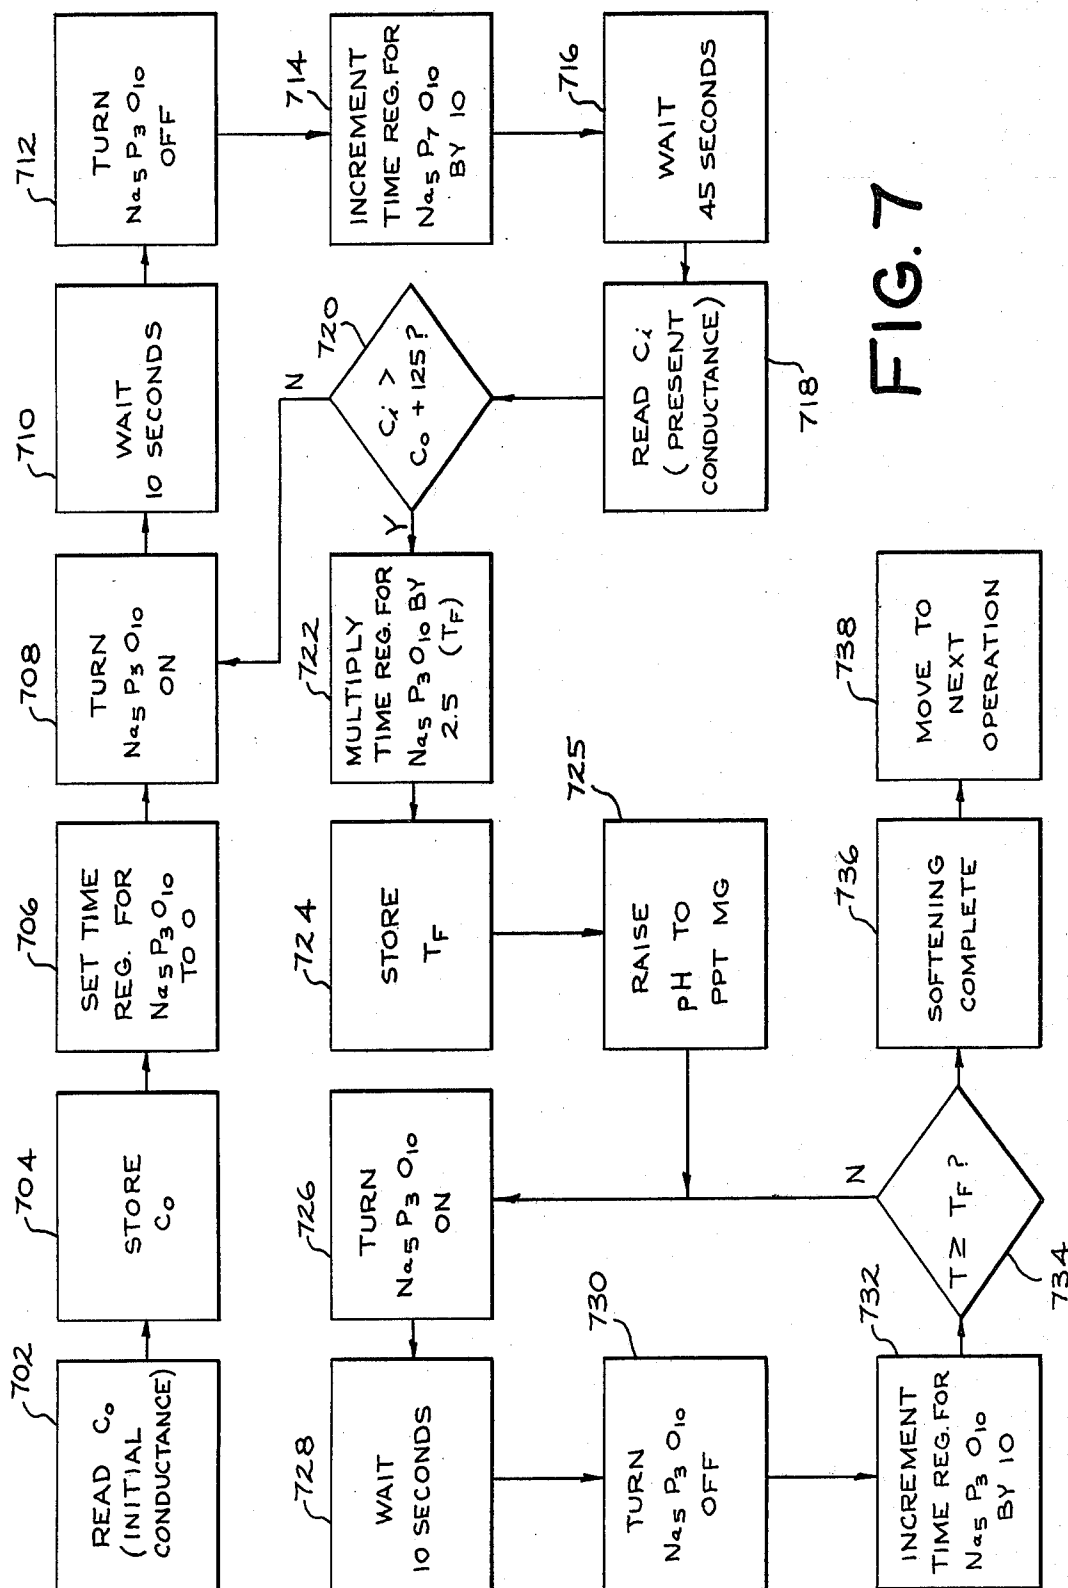 702
READ C₀
(INITIAL
CONDUCTANCE)
704
STORE
C₀
706
SET TIME
REG. FOR
Na₅ P₃ O₁₀
TO O
708
TURN
Na₅ P₃ O₁₀
ON
710
WAIT
10 SECONDS
712
TURN
Na₅ P₃ O₁₀
OFF
714
INCREMENT
TIME REG. FOR
Na₅ P₇ O₁₀
BY 10
716
WAIT
45 SECONDS
718
READ Cᵢ
(PRESENT
CONDUCTANCE)
720
Cᵢ >
C₀ + 125?
N
Y
722
MULTIPLY
TIME REG. FOR
Na₅ P₃ O₁₀ BY
2.5 (T_F)
724
STORE
T_F
725
RAISE
pH TO
PPT MG
726
TURN
Na₅ P₃ O₁₀
ON
728
WAIT
10 SECONDS
730
TURN
Na₅ P₃ O₁₀
OFF
732
INCREMENT
TIME REG. FOR
Na₅ P₃ O₁₀
BY 10
734
T ≥ T_F ?
N
736
SOFTENING
COMPLETE
738
MOVE TO
NEXT
OPERATION
FIG. 7